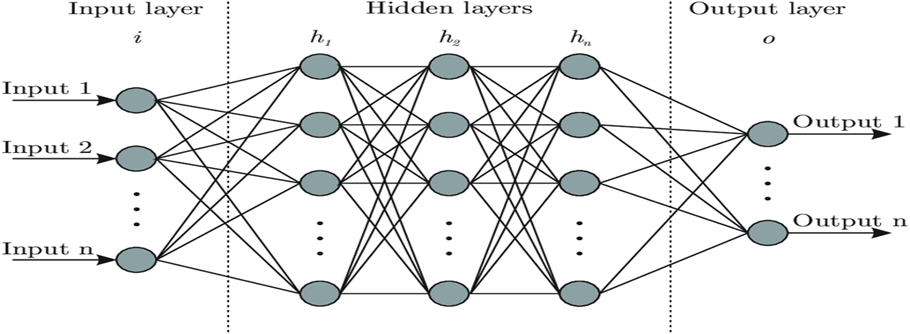 Input layer
Hidden layers
Output layer
i
h1
h2
hn
o
Input 1
Output 1
Input 2
Input n
Output n